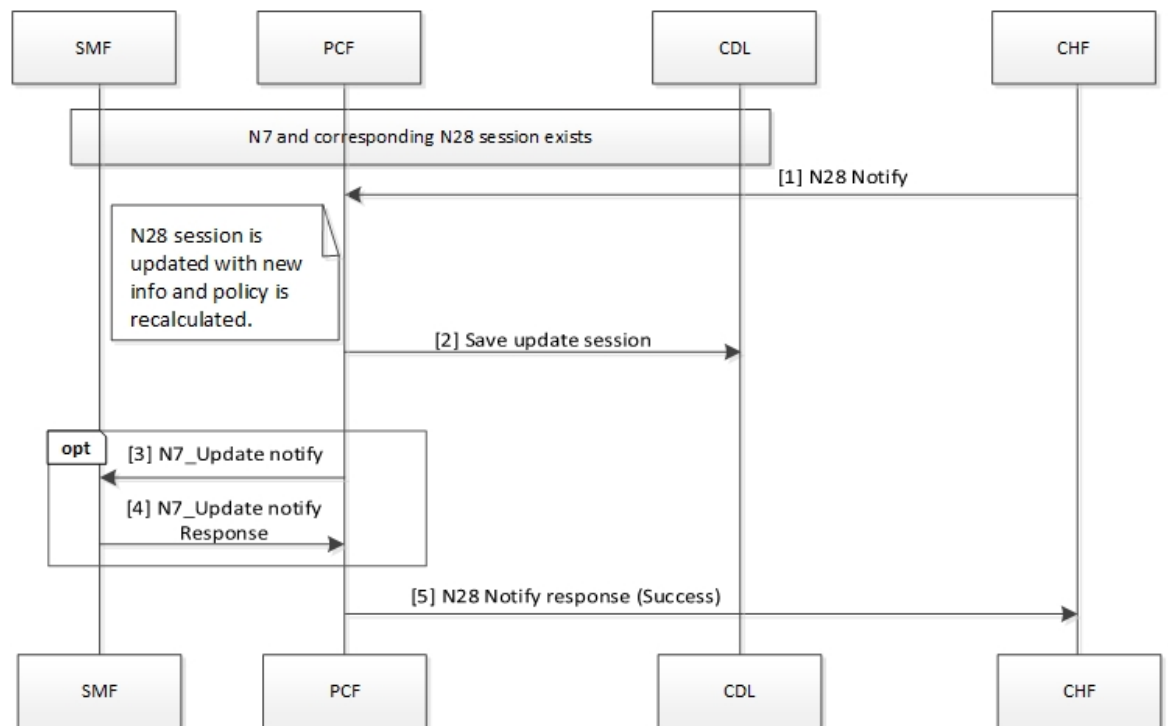 SMF
PCF
CDL
CHF
N7 and corresponding N28 session exists
[1] N28 Notify
N28 session is
updated with new
info and policy is
recalculated.
[2] Save update session
opt
[3] N7_Update notify
[4] N7_Update notify
Response
[5] N28 Notify response (Success)
SMF
PCF
CDL
CHF